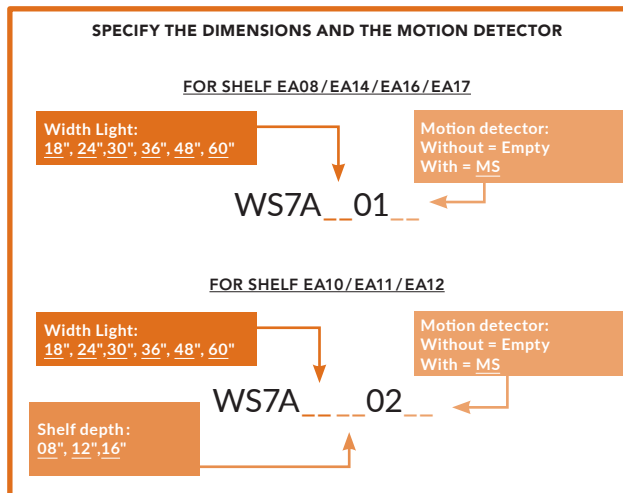 SPECIFY THE DIMENSIONS AND THE MOTION DETECTOR
FOR SHELF EA08/EA14/EA16/EA17
Width Light:
18", 24",30", 36", 48", 60"
Motion detector:
Without = Empty
With = MS
WS7A__01__
FOR SHELF EA10/EA11/EA12
Width Light:
18", 24",30", 36", 48", 60"
Motion detector:
Without = Empty
With = MS
WS7A____02__
Shelf depth :
08", 12",16"